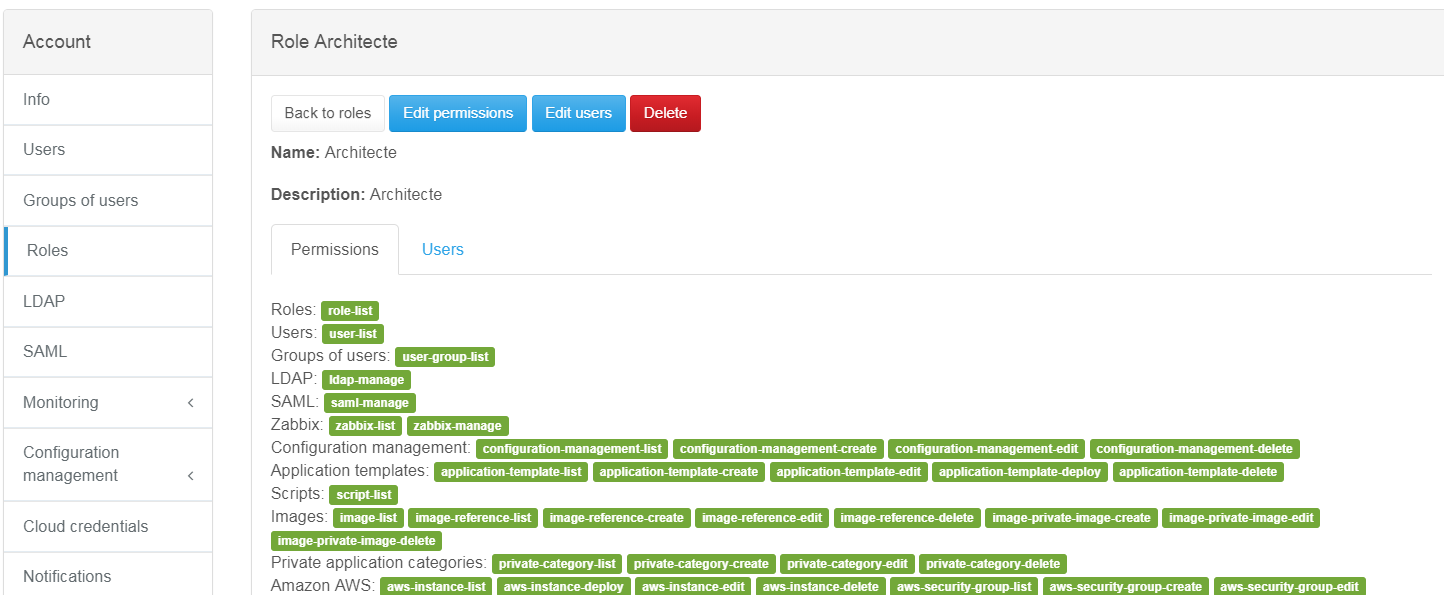 Account
Info
Users
Groups of users
Roles
LDAP
SAML
Monitoring
Configuration
management
Cloud credentials
Notifications
Role Architecte
Back to roles Edit permissions Edit users Delete
Name: Architecte
Description: Architecte
Permissions Users
Roles: role-list
Users: user-list
Groups of users: user-group-list
LDAP: ldap-manage
SAML: saml-manage
Zabbix: zabbix-list zabbix-manage
Configuration management: configuration-management-list configuration-management-create configuration-management-edit configuration-management-delete
Application templates: application-template-list application-template-create application-template-edit application-template-deploy application-template-delete
Scripts: script-list
Images: image-list image-reference-list image-reference-create image-reference-edit image-reference-delete image-private-image-create image-private-image-edit
image-private-image-delete
Private application categories: private-category-list private-category-create private-category-edit private-category-delete
Amazon AWS: aws-instance-list aws-instance-deploy aws-instance-edit aws-instance-delete aws-security-group-list aws-security-group-create aws-security-group-edit